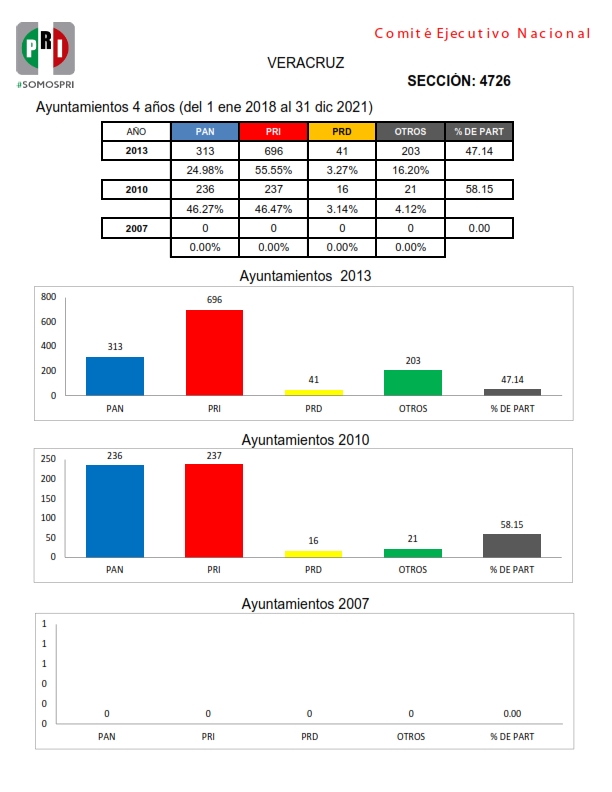 PRI
#SOMOSPRI
Comité Ejecutivo Nacional
VERACRUZ
SECCIÓN: 4726
Ayuntamientos 4 años (del 1 ene 2018 al 31 dic 2021)
AÑO PAN PRI PRD OTROS % DE PART
2013 313 696 41 203 47.14
24.98% 55.55% 3.27% 16.20%
2010 236 237 16 21 58.15
46.27% 46.47% 3.14% 4.12%
2007 0 0 0 0 0.00
0.00% 0.00% 0.00% 0.00%
Ayuntamientos 2013
800
600
400
200
0
313 696 41 203 47.14
PAN PRI PRD OTROS % DE PART
Ayuntamientos 2010
250
200
150
100
50
0
236 237 16 21 58.15
PAN PRI PRD OTROS % DE PART
Ayuntamientos 2007
1
1
1
0
0
0
0 0 0 0 0.00
PAN PRI PRD OTROS % DE PART